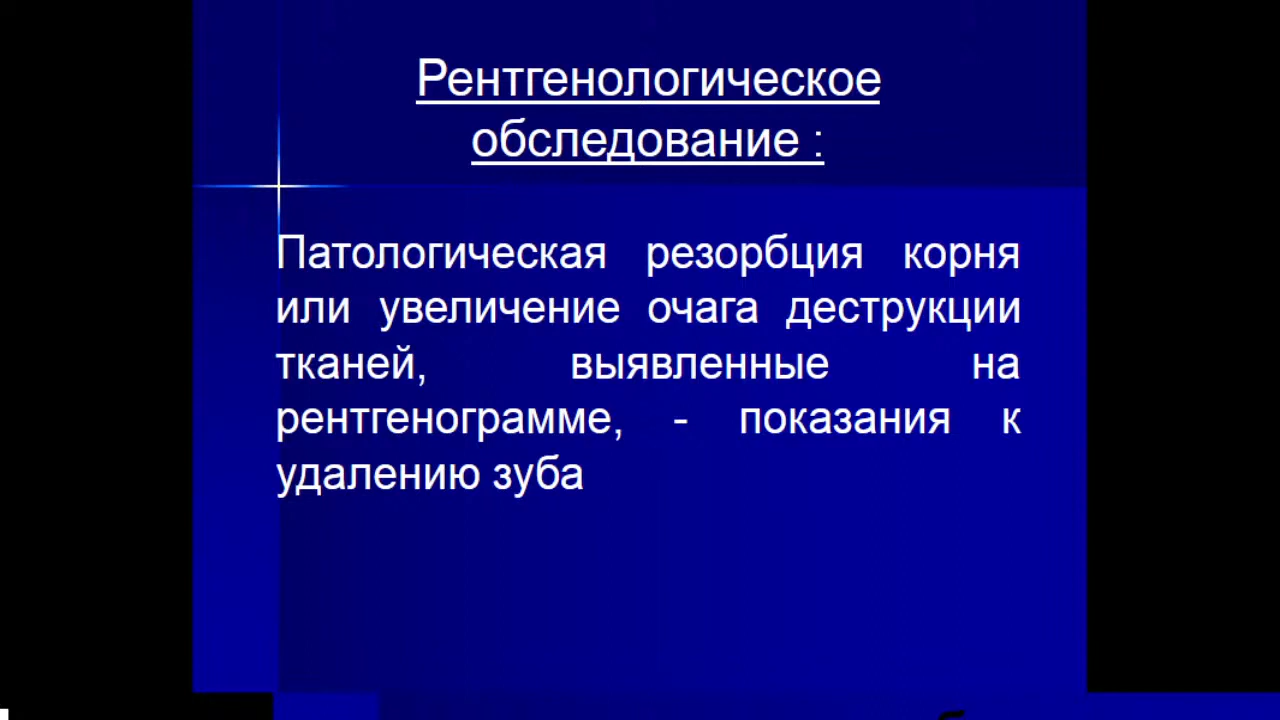 Рентгенологическое
обследование :
Патологическая резорбция корня
или увеличение очага деструкции
тканей, выявленные на
рентгенограмме, - показания к
удалению зуба